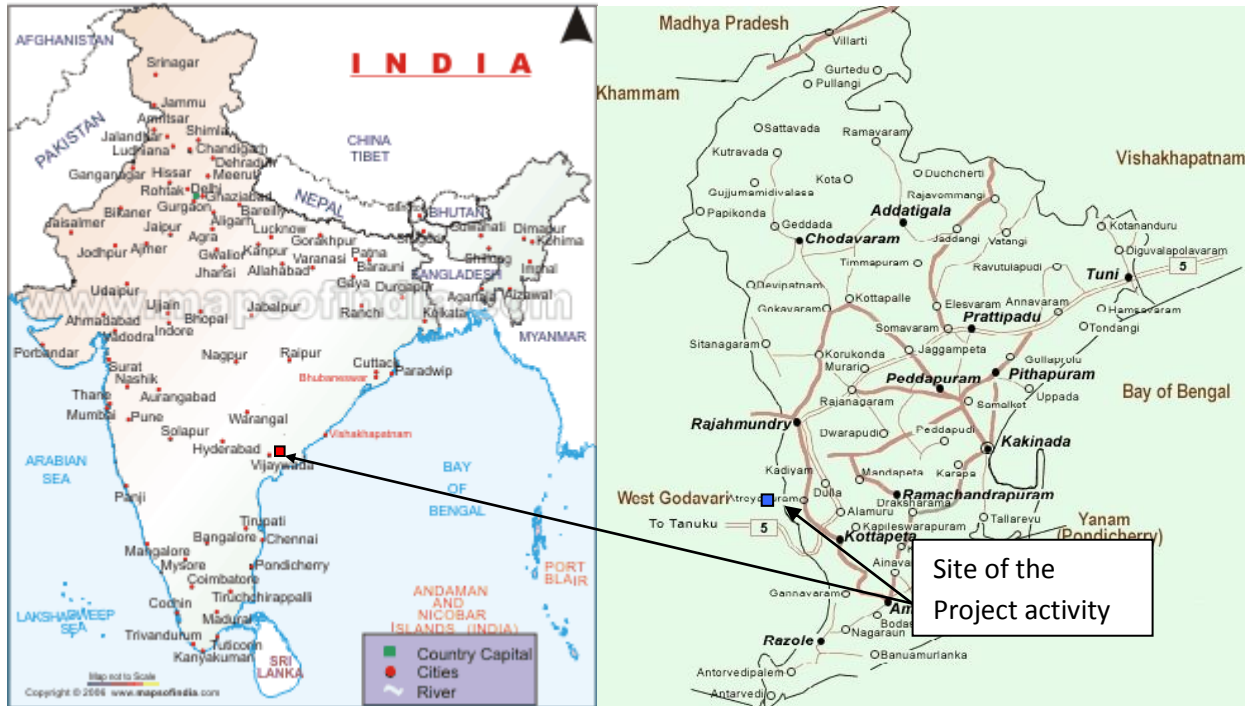 AFGHANISTAN
INDIA
Srinagar
Jammu
Amritsar
Jalandhar
Shimla
PAKISTAN
Ludhiana
Chandigarh
CHINA
TIBET
Dehradun
Ganganagar
Hissar
Meerut
Rohtak
Delhi
Ghaziabad
NEPAL
Bikaner
Gurgaon
Bareilly
BHUTAN
Jaisalmer
Aligarh
Jaipur
Lucknow
Guwahati
Dimapur
Agra
Gorakhpur
Kohima
Jodhpur
Ajmer
Kanpur
Patna
Gwalior
Varanasi
Shillong
Jhansi
Allahabad
Barauni
Imphal
BANGLADESH
Udaipur
Gaya
Durgapur
Agartala
Aizawl
www.mapsofindia.com
Ujjain
Jabalpur
Bhopal
Ranchi
Kolkata
Ahmadabad
Indore
Vadodra
MYANMAR
Porbandar
Surat
Nagpur
Raipur
Cuttack
Nashik
Bhubaneswar
Paradwip
Thane
Aurangabad
Mumbai
Pune
Warangal
Solapur
Vishakhapatnam
Hyderabad
Vijaywada
ARABIAN
SEA
BAY
OF
BENGAL
Panji
Tirupati
Bangalore
Chennai
Mangalore
Mysore
Pondicherry
PORT
BLAIR
Coimbatore
Tiruchchirappalli
ANDAMAN
AND
NICOBAR
ISLANDS (INDIA)
Codhin
Madurai
Trivandurum
Tuticorin
Kanyakumari
SRI
LANKA
Country Capital
Cities
River
Map not to Scale
Copyright © 2006 www.mapsofindia.com
Madhya Pradesh
Villarti
Gurtedu
Pullangi
Khammam
Sattavada
Ramavaram
Kutravada
Vishakhapatnam
Duchcherti
Gujjumamidivalasa
Kota
Rajavommangi
Papikonda
Addatigala
Geddada
Kotananduru
Chodavaram
Jaddangi
Vatangi
Diguvalapolavaram
Timmapuram
Ravutulapudi
Tuni
5
Devipatnam
Kottapalle
Elesvaram
Annavaram
Gokavaram
Hamsavaram
Somavaram
Prattipadu
Tondangi
Sitanagaram
Korukonda
Jaggampeta
Gollaprolu
Murari
Peddapuram
Pithapuram
Bay of Bengal
Rajanagaram
Somalkot
Uppada
Rajahmundry
Dwarapudi
Peddapudi
Kakinada
Kadiyam
Mandapeta
Karapa
West Godavari
Dulla
Ramachandrapuram
Draksharama
Alamuru
Tallarevu
Yanam
(Pondicherry)
To Tanuku
5
Kapileswarapuram
Kottapeta
Site of the
Project activity
Gannavaram
Razole
Nagaraun
Banuamurlanka
Antorvedipalem
Antarvedi